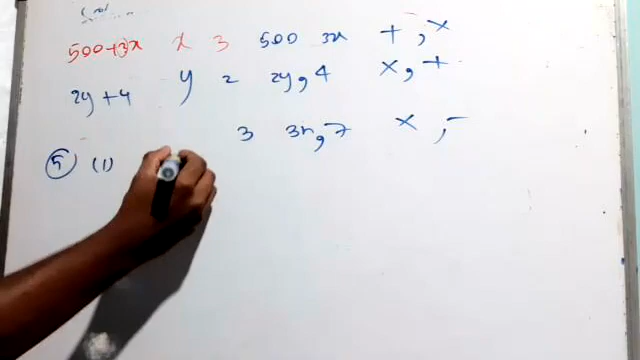 500+3x x 3 500 3x + , x
2y+4 y 2 2y, 4 x, +
3 3n, 7 x , -
5 (1)